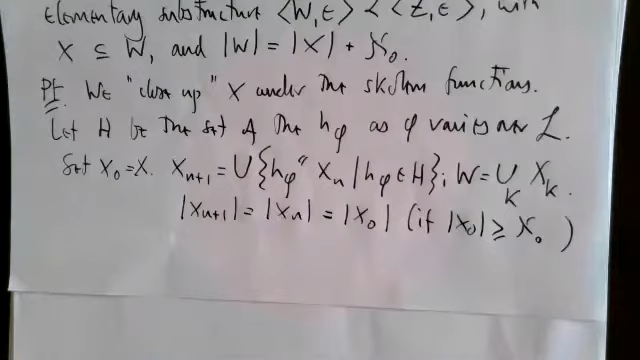 elementary substructure ⟨W,∈⟩ ≺ ⟨Z,∈⟩, with
X ⊆ W, and |W| = |X| + ℵ₀.
Pf. We "close up" X under the skolem functions.
Let H be the set of the h_φ as φ varies over L.
Set X₀=X. X_{n+1} = ∪{h_φ" X_n | h_φ ∈ H}; W = ∪_K X_K.
|X_{n+1}| = |X_n| = |X₀| (if |X₀| ≥ ℵ₀)